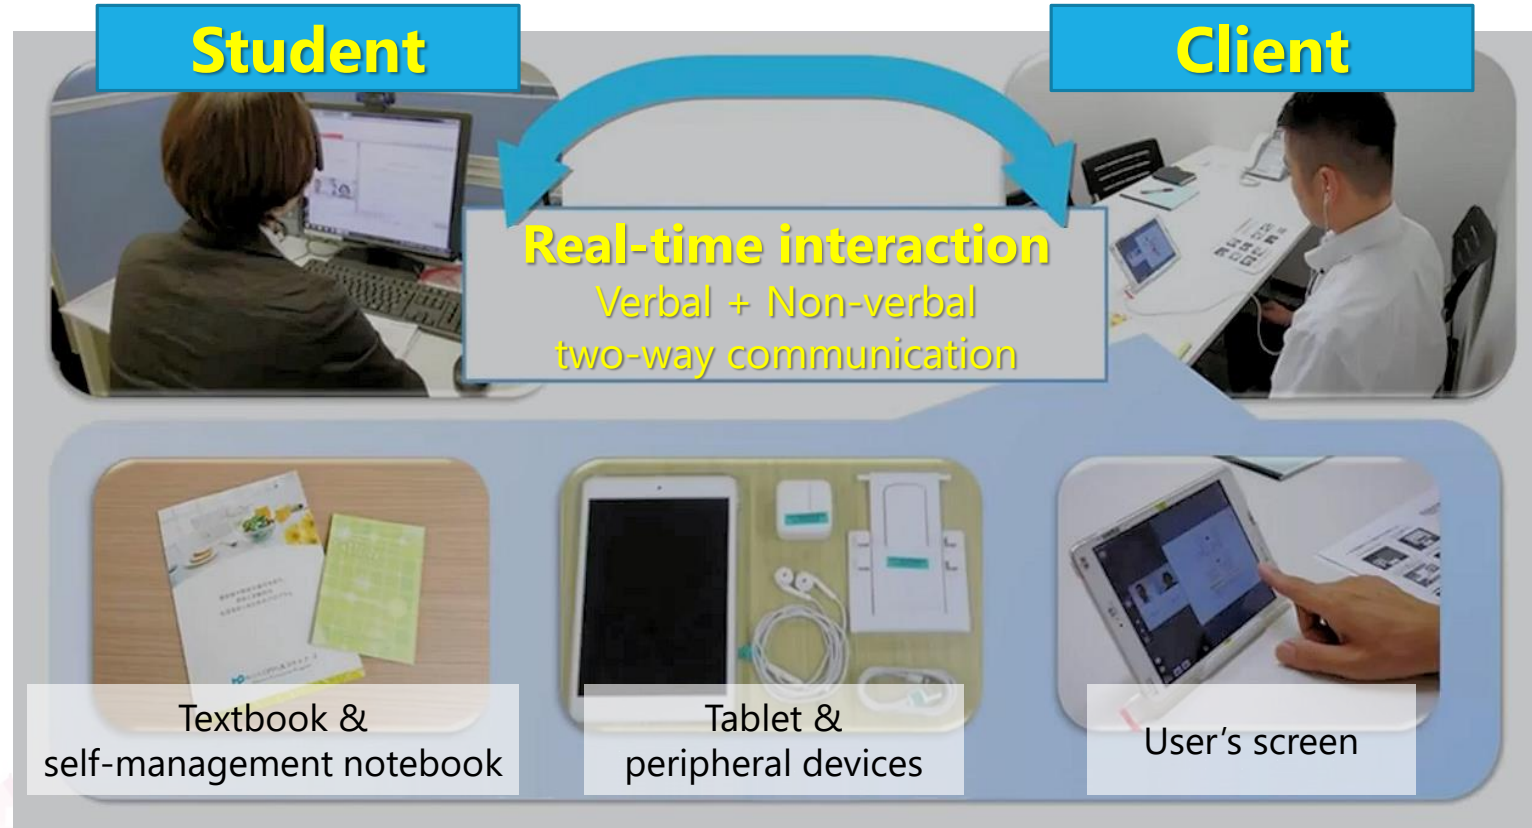 Student
Client
Real-time interaction
Verbal + Non-verbal
two-way communication
Textbook &
self-management notebook
Tablet &
peripheral devices
User’s screen